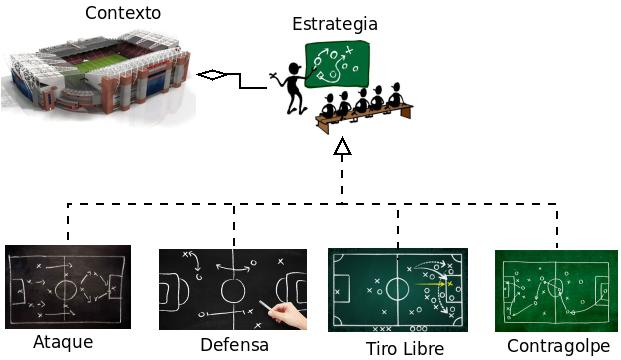 Contexto
Estrategia
Ataque
Defensa
Tiro Libre
Contragolpe